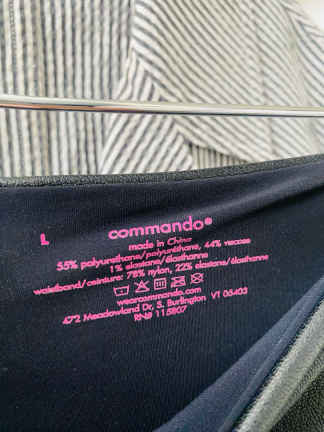 L
commando®
made in China
55% polyurethane/polyuréthane, 44% viscose
1% elastane/élasthanne
waistband/ceinture: 78% nylon, 22% elastane/élasthanne
wearcommando.com
472 Meadowland Dr, S. Burlington VT 05403
RN# 115807